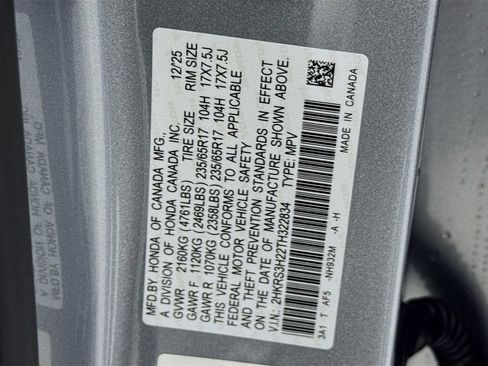 MFD BY HONDA OF CANADA MFG., 12/25
A DIVISION OF HONDA CANADA INC.
TIRE SIZE RIM SIZE
GVWR 2160KG (4761LBS)
GAWR F 1120KG (2469LBS) 235/65R17 104H 17X7.5J
GAWR R 1070KG (2358LBS) 235/65R17 104H 17X7.5J
THIS VEHICLE CONFORMS TO ALL APPLICABLE
FEDERAL MOTOR VEHICLE SAFETY
AND THEFT PREVENTION STANDARDS IN EFFECT
ON THE DATE OF MANUFACTURE SHOWN ABOVE.
V.I.N.: 2HKRS3H22TH322834 MPV
3A1 T AF5 -NH932M -A -H MADE IN CANADA